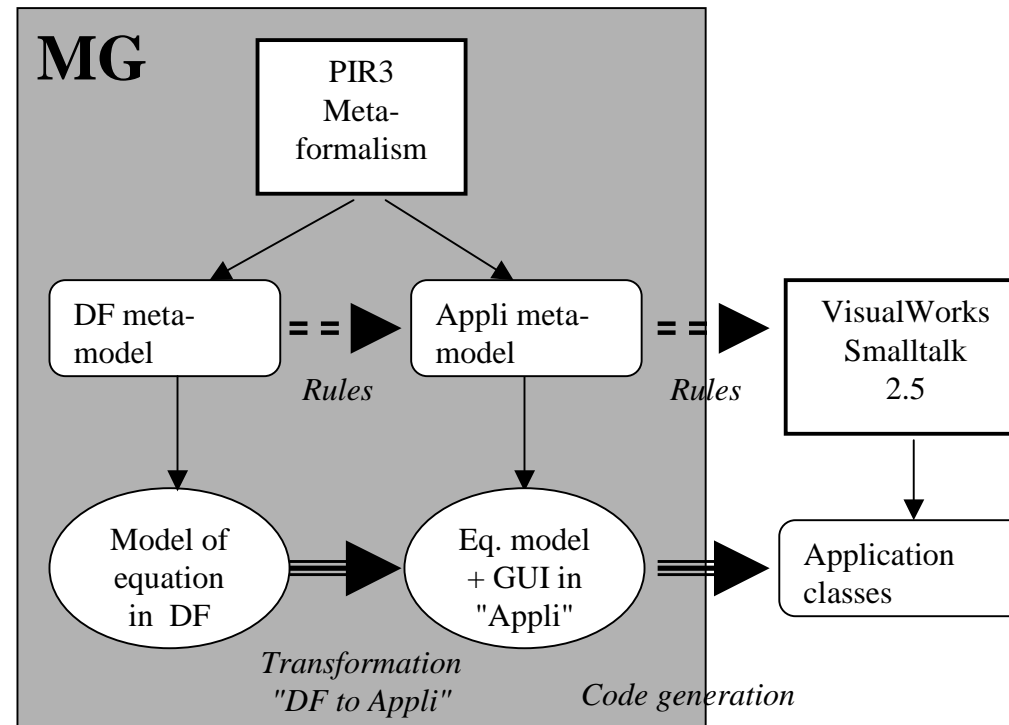 MG
PIR3
Meta-
formalism
DF meta-
model
Appli meta-
model
VisualWorks
Smalltalk
2.5
Rules
Rules
Model of
equation
in DF
Eq. model
+ GUI in
"Appli"
Application
classes
Transformation
"DF to Appli"
Code generation